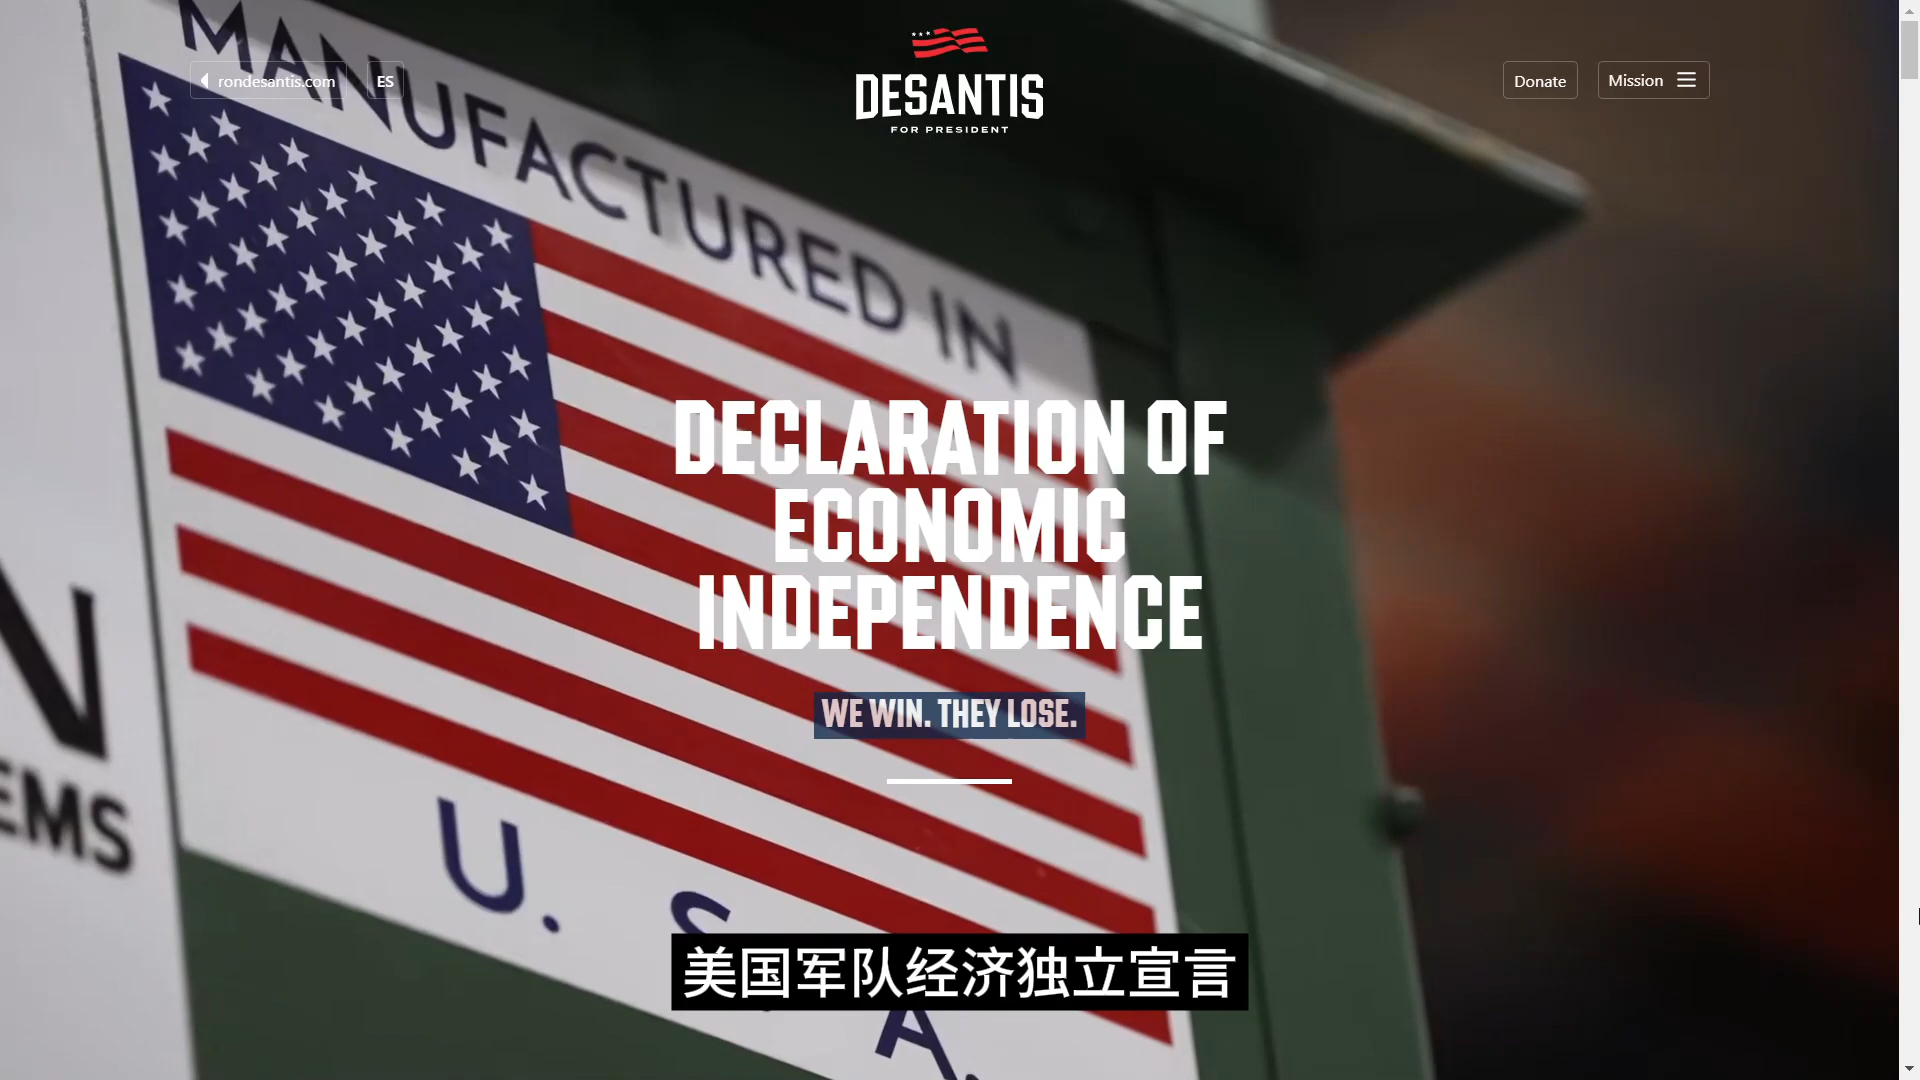 MANUFACTURED IN
rondesantis.com
ES
DESANTIS
FOR PRESIDENT
Donate
Mission
DECLARATION OF
ECONOMIC
INDEPENDENCE
WE WIN. THEY LOSE.
N
EMS
U. S. A.
美国军队经济独立宣言